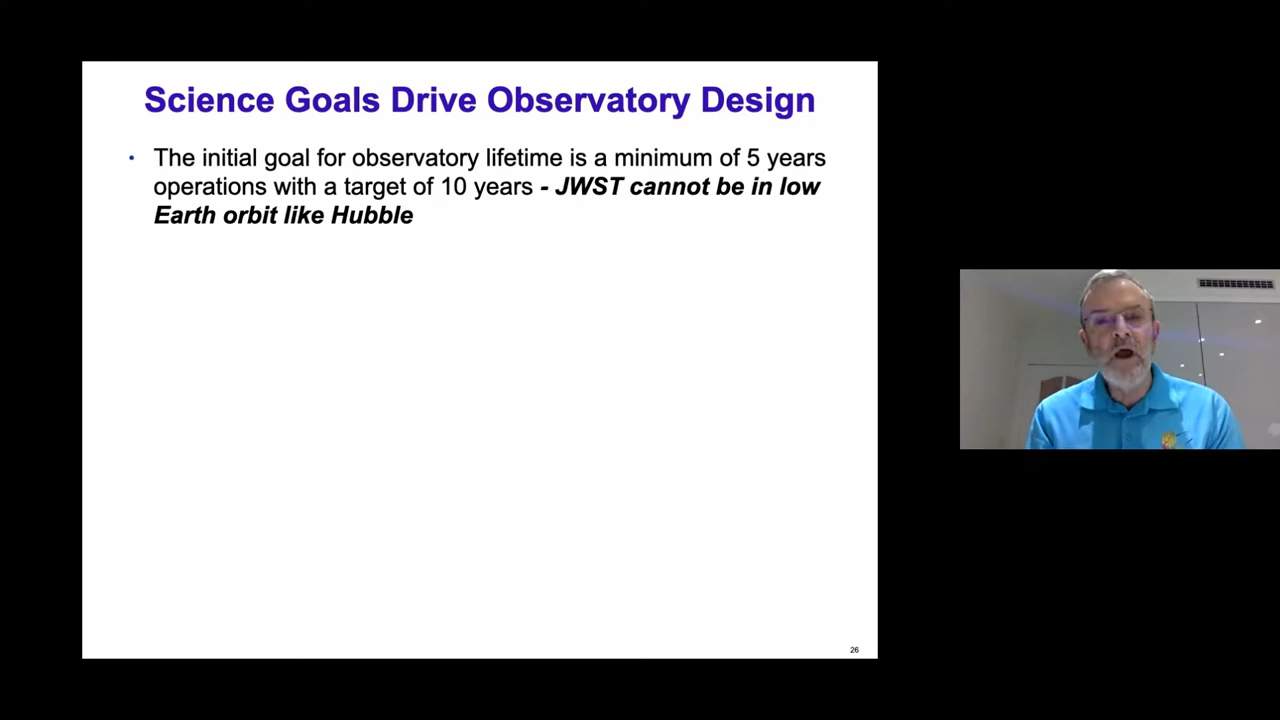 Science Goals Drive Observatory Design
• The initial goal for observatory lifetime is a minimum of 5 years
operations with a target of 10 years - JWST cannot be in low
Earth orbit like Hubble
26